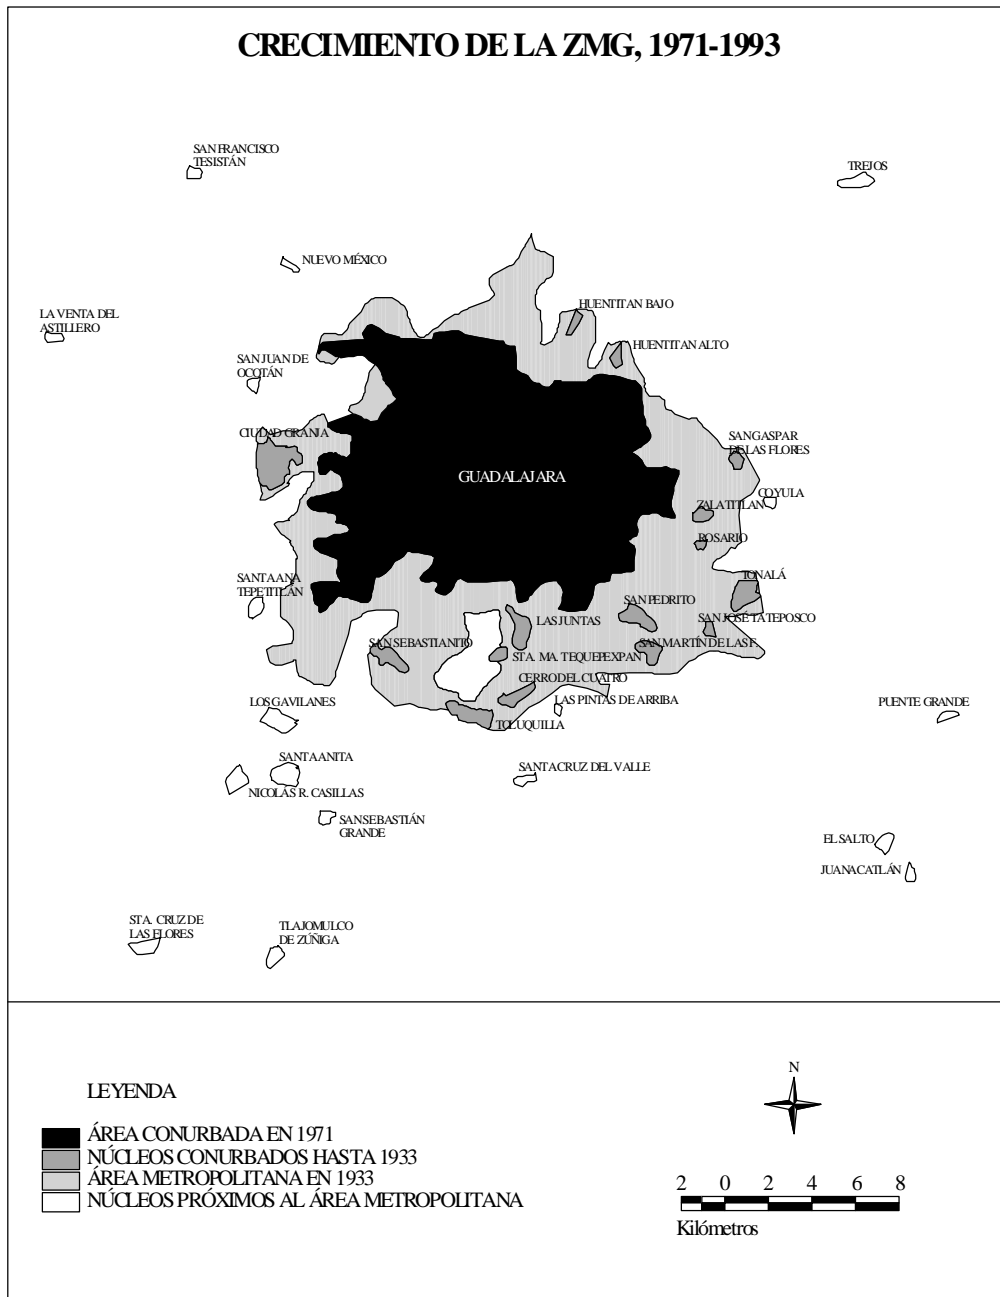 CRECIMIENTO DE LA ZMG, 1971-1993
SAN FRANCISCO
TESISTÁN
TREJOS
NUEVO MÉXICO
LA VENTA DEL
ASTILLERO
HUENTITAN BAJO
HUENTITAN ALTO
SAN JUAN DE
OCOTÁN
CIUDAD GRANJA
SAN GASPAR
DE LAS FLORES
GUADALAJARA
COYULA
ZALATITLAN
ROSARIO
TONALÁ
SANTA ANA
TEPETITLÁN
SAN PEDRITO
LAS JUNTAS
SAN JOSÉ TATEPOSCO
SAN SEBASTIANITO
STA. MA. TEQUEPEXPAN
SAN MARTÍN DE LAS F.
CERRO DEL CUATRO
LOS GAVILANES
LAS PINTAS DE ARRIBA
PUENTE GRANDE
TOLUQUILLA
SANTA ANITA
SANTA CRUZ DEL VALLE
NICOLÁS R. CASILLAS
SAN SEBASTIÁN
GRANDE
EL SALTO
JUANACATLÁN
STA. CRUZ DE
LAS FLORES
TLAJOMULCO
DE ZÚÑIGA
LEYENDA
ÁREA CONURBADA EN 1971
NÚCLEOS CONURBADOS HASTA 1933
ÁREA METROPOLITANA EN 1933
NÚCLEOS PRÓXIMOS AL ÁREA METROPOLITANA
N
2 0 2 4 6 8
Kilómetros